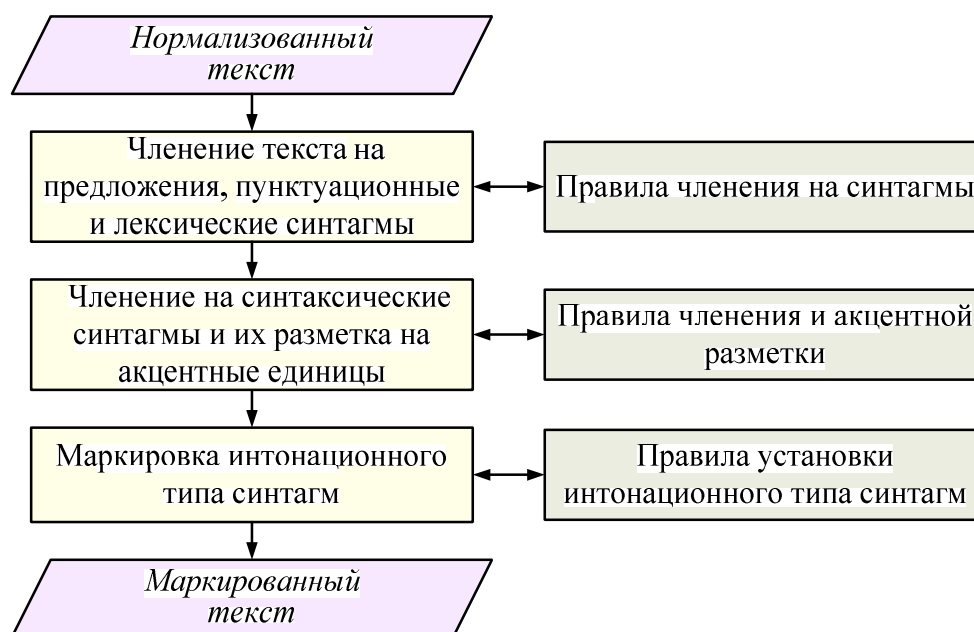 Нормализованный
текст
Членение текста на
предложения, пунктуационные
и лексические синтагмы
Правила членения на синтагмы
Членение на синтаксические
синтагмы и их разметка на
акцентные единицы
Правила членения и акцентной
разметки
Маркировка интонационного
типа синтагм
Правила установки
интонационного типа синтагм
Маркированный
текст